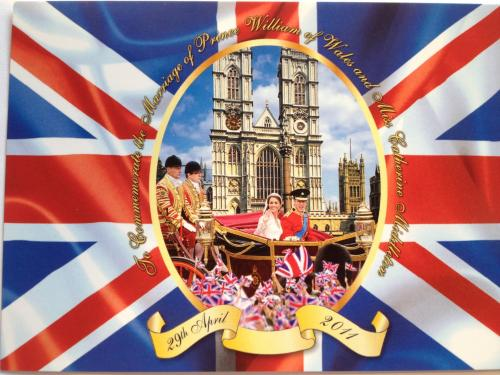 To Commemorate the Marriage of Prince William of Wales and Miss Catherine Middleton
29th April 2011